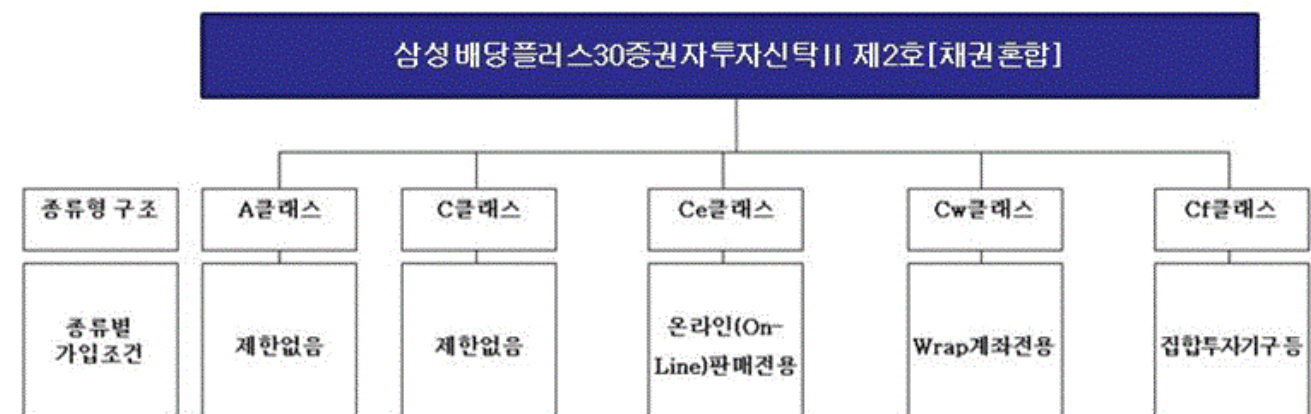 삼성배당플러스30증권자투자신탁II 제2호[채권혼합]
종류형 구조
A클래스
C클래스
Ce클래스
Cw클래스
Cf클래스
종류별
가입조건
제한없음
제한없음
온라인(On-
Line)판매전용
Wrap계좌전용
집합투자기구 등